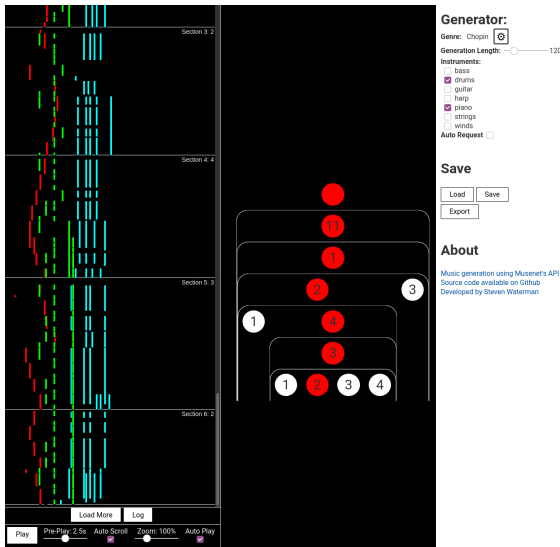 Section 3: 2
Section 4: 4
Section 5: 3
Section 6: 2
Load More
Log
Play
Pre-Play: 2.5s
Auto Scroll
Zoom: 100%
Auto Play
11
1
2
3
1
4
3
1
2
3
4
Generator:
Genre: Chopin
Generation Length: 120
Instruments:
bass
drums
guitar
harp
piano
strings
winds
Auto Request
Save
Load
Save
Export
About
Music generation using Musenet's API
Source code available on Github
Developed by Steven Waterman